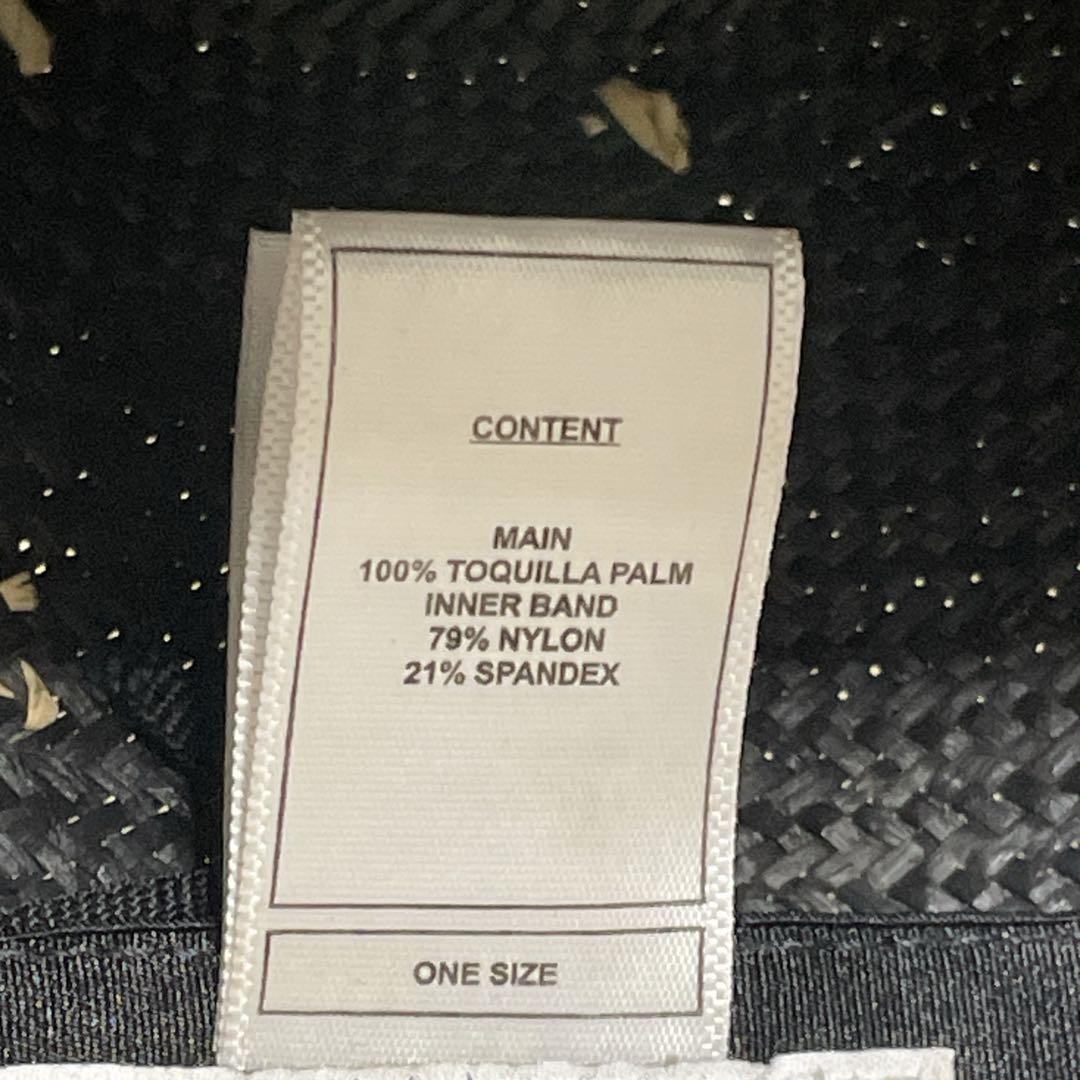 CONTENT
MAIN
100% TOQUILLA PALM
INNER BAND
79% NYLON
21% SPANDEX
ONE SIZE